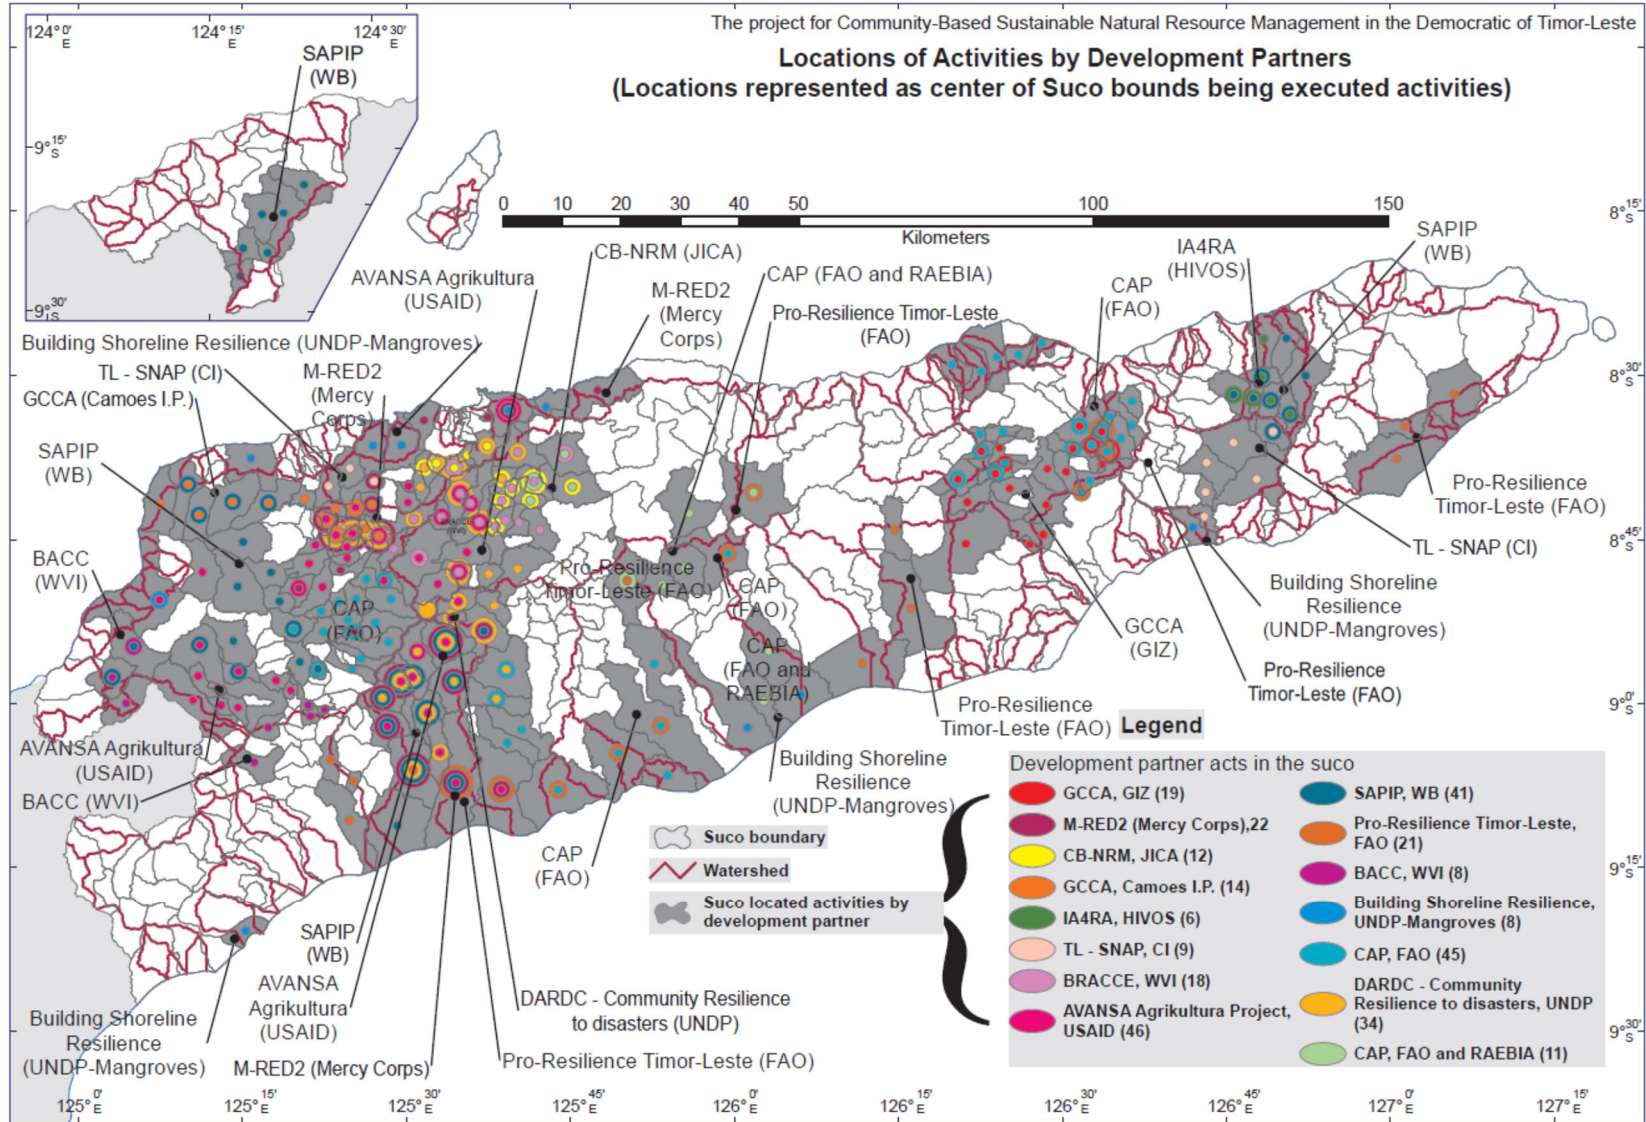 The project for Community-Based Sustainable Natural Resource Management in the Democratic of Timor-Leste
Locations of Activities by Development Partners
(Locations represented as center of Suco bounds being executed activities)
124° 0' E
124° 15' E
124° 30' E
SAPIP
(WB)
-9° 15' S
-9° 30' S
0 10 20 30 40 50 100 150
Kilometers
8° 15' S
8° 30' S
8° 45' S
9° 0' S
9° 15' S
9° 30' S
CB-NRM (JICA)
AVANSA Agrikultura
(USAID)
M-RED2
(Mercy
Corps)
CAP (FAO and RAEBIA)
Pro-Resilience Timor-Leste
(FAO)
CAP
(FAO)
IA4RA
(HIVOS)
SAPIP
(WB)
Building Shoreline Resilience (UNDP-Mangroves)
TL - SNAP (CI)
GCCA (Camoes I.P.)
M-RED2
(Mercy
Corps)
SAPIP
(WB)
BACC
(WVI)
BRACCE
(WVI)
CAP
(FAO)
Pro-Resilience
Timor-Leste (FAO)
CAP
(FAO)
CAP
(FAO and
RAEBIA)
Pro-Resilience
Timor-Leste (FAO)
TL - SNAP (CI)
Building Shoreline
Resilience
(UNDP-Mangroves)
GCCA
(GIZ)
Pro-Resilience
Timor-Leste (FAO)
Pro-Resilience
Timor-Leste (FAO)
Building Shoreline
Resilience
(UNDP-Mangroves)
AVANSA Agrikultura
(USAID)
BACC (WVI)
CAP
(FAO)
SAPIP
(WB)
AVANSA
Agrikultura
(USAID)
DARDC - Community Resilience
to disasters (UNDP)
Building Shoreline
Resilience
(UNDP-Mangroves)
M-RED2 (Mercy Corps)
Pro-Resilience Timor-Leste (FAO)
Legend
Suco boundary
Watershed
Suco located activities by
development partner
Development partner acts in the suco
GCCA, GIZ (19)
M-RED2 (Mercy Corps),22
CB-NRM, JICA (12)
GCCA, Camoes I.P. (14)
IA4RA, HIVOS (6)
TL - SNAP, CI (9)
BRACCE, WVI (18)
AVANSA Agrikultura Project,
USAID (46)
SAPIP, WB (41)
Pro-Resilience Timor-Leste,
FAO (21)
BACC, WVI (8)
Building Shoreline Resilience,
UNDP-Mangroves (8)
CAP, FAO (45)
DARDC - Community
Resilience to disasters, UNDP
(34)
CAP, FAO and RAEBIA (11)
125° 0' E
125° 15' E
125° 30' E
125° 45' E
126° 0' E
126° 15' E
126° 30' E
126° 45' E
127° 0' E
127° 15' E